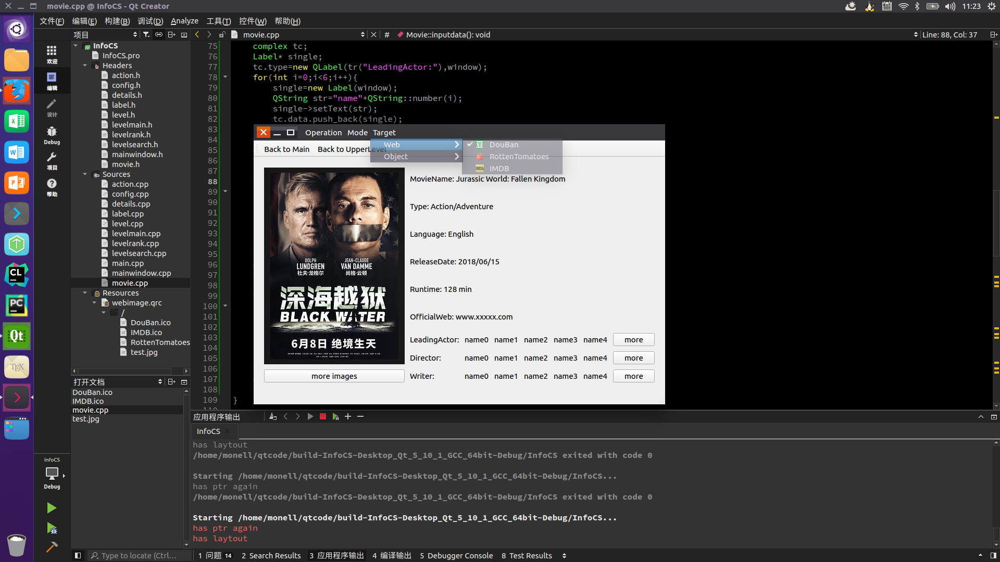 movie.cpp @ InfoCS - Qt Creator
11:23
文件(F) 编辑(E) 构建(B) 调试(D) Analyze 工具(T) 控件(W) 帮助(H)
项目
movie.cpp
# Movie::inputdata(): void
Line: 88, Col: 37
欢迎
编辑
设计
Debug
项目
帮助
InfoCS
Debug
InfoCS
InfoCS.pro
Headers
action.h
config.h
details.h
label.h
level.h
levelmain.h
levelrank.h
levelsearch.h
mainwindow.h
movie.h
Sources
action.cpp
config.cpp
details.cpp
label.cpp
level.cpp
levelmain.cpp
levelrank.cpp
levelsearch.cpp
main.cpp
mainwindow.cpp
movie.cpp
Resources
webimage.qrc
/
DouBan.ico
IMDB.ico
RottenTomatoes
test.jpg
打开文档
DouBan.ico
IMDB.ico
movie.cpp
test.jpg
75 complex tc;
76 Label* single;
77 tc.type=new QLabel(tr("LeadingActor:"),window);
78 for(int i=0;i<6;i++){
79 single=new Label(window);
80 QString str="name"+QString::number(i);
81 single->setText(str);
82 tc.data.push_back(single);
83
84
85
86
87
88
89
90
91
92
93
94
95
96
97
98
99
100
101
102
103
104
105
106
107
108
109 }
Operation Mode Target
Back to Main Back to UpperLevel
Web
Object
DouBan
RottenTomatoes
IMDB
MovieName: Jurassic World: Fallen Kingdom
Type: Action/Adventure
Language: English
ReleaseDate: 2018/06/15
Runtime: 128 min
OfficialWeb: www.xxxxx.com
LeadingActor: name0 name1 name2 name3 name4 more
Director: name0 name1 name2 name3 name4 more
Writer: name0 name1 name2 name3 name4 more
DOLPH
LUNDGREN
杜夫·龙格尔
JEAN-CLAUDE
VAN DAMME
尚格·云顿
深海越狱
BLACK WATER
6月8日 绝境生天
more images
应用程序输出
InfoCS
has laytout
/home/monell/qtcode/build-InfoCS-Desktop_Qt_5_10_1_GCC_64bit-Debug/InfoCS exited with code 0
Starting /home/monell/qtcode/build-InfoCS-Desktop_Qt_5_10_1_GCC_64bit-Debug/InfoCS...
has ptr again
/home/monell/qtcode/build-InfoCS-Desktop_Qt_5_10_1_GCC_64bit-Debug/InfoCS exited with code 0
Starting /home/monell/qtcode/build-InfoCS-Desktop_Qt_5_10_1_GCC_64bit-Debug/InfoCS...
has ptr again
has laytout
Type to locate (Ctrl...
1 问题 14 2 Search Results 3 应用程序输出 4 编译输出 5 Debugger Console 8 Test Results
CL
PC
Qt
TEX